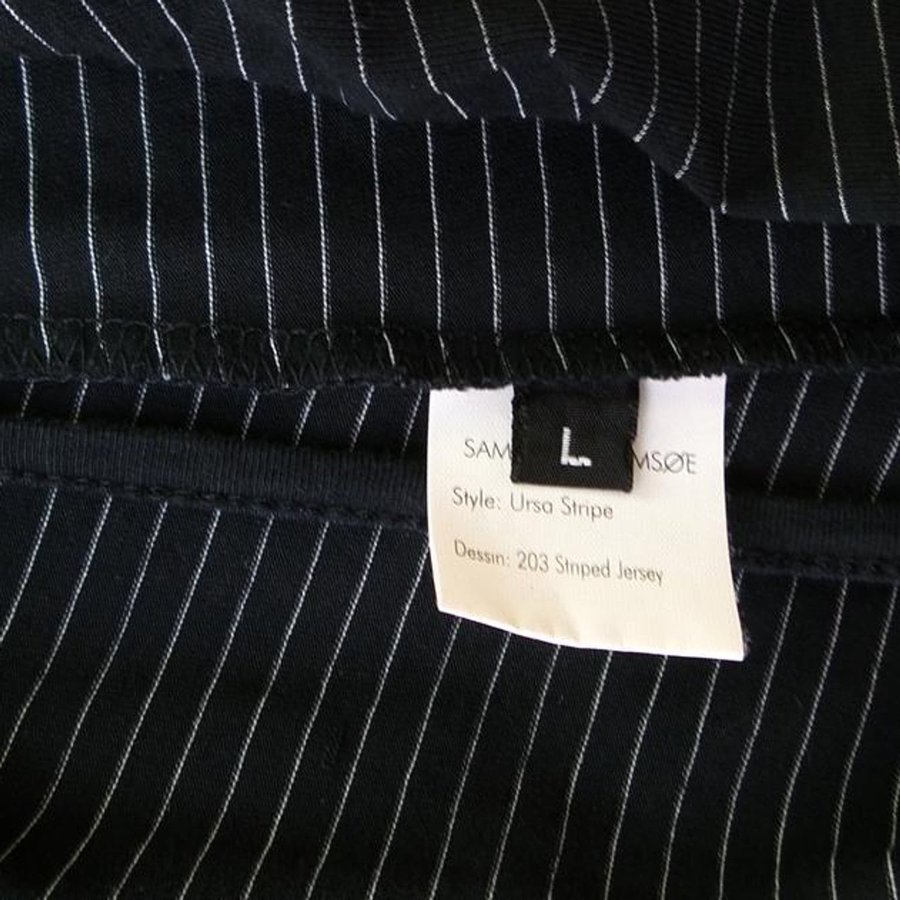 L
SAM MSØE
Style: Ursa Stripe
Dessin: 203 Striped Jersey